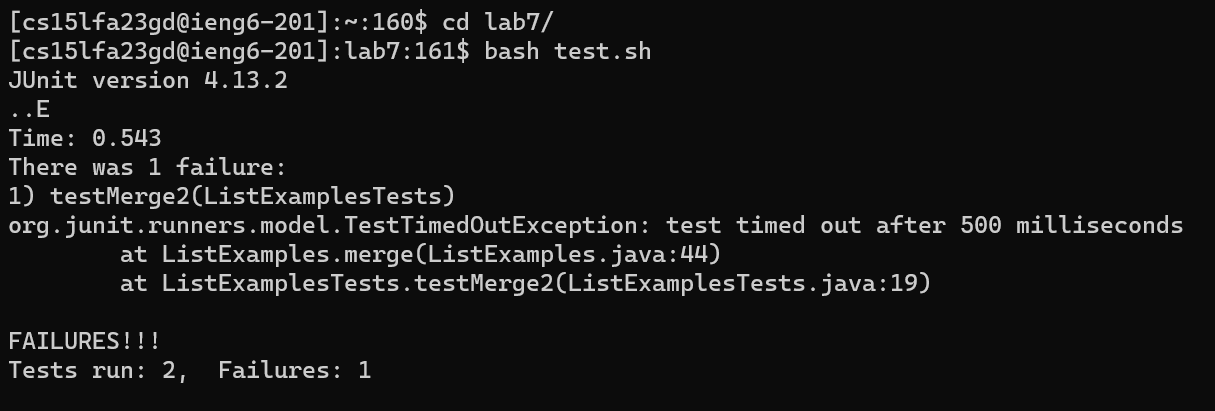 [cs15lfa23gd@ieng6-201]:~:160$ cd lab7/
[cs15lfa23gd@ieng6-201]:lab7:161$ bash test.sh
JUnit version 4.13.2
..E
Time: 0.543
There was 1 failure:
1) testMerge2(ListExamplesTests)
org.junit.runners.model.TestTimedOutException: test timed out after 500 milliseconds
        at ListExamples.merge(ListExamples.java:44)
        at ListExamplesTests.testMerge2(ListExamplesTests.java:19)

FAILURES!!!
Tests run: 2,  Failures: 1